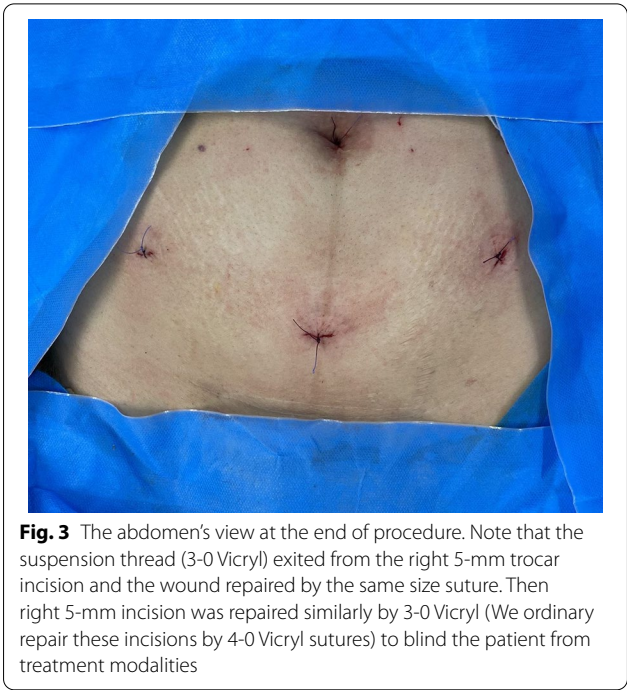 Fig. 3 The abdomen's view at the end of procedure. Note that the
suspension thread (3-0 Vicryl) exited from the right 5-mm trocar
incision and the wound repaired by the same size suture. Then
right 5-mm incision was repaired similarly by 3-0 Vicryl (We ordinary
repair these incisions by 4-0 Vicryl sutures) to blind the patient from
treatment modalities